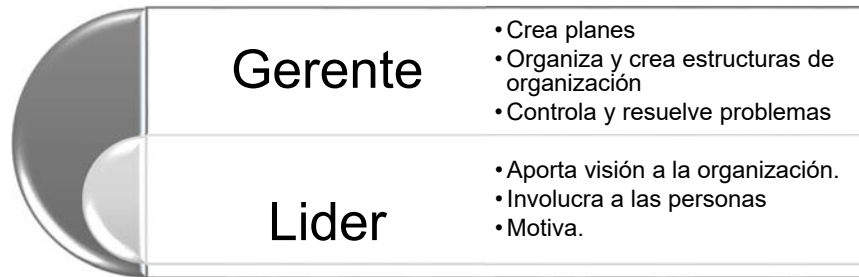 Gerente
• Crea planes
• Organiza y crea estructuras de
organización
• Controla y resuelve problemas
Lider
• Aporta visión a la organización.
• Involucra a las personas
• Motiva.